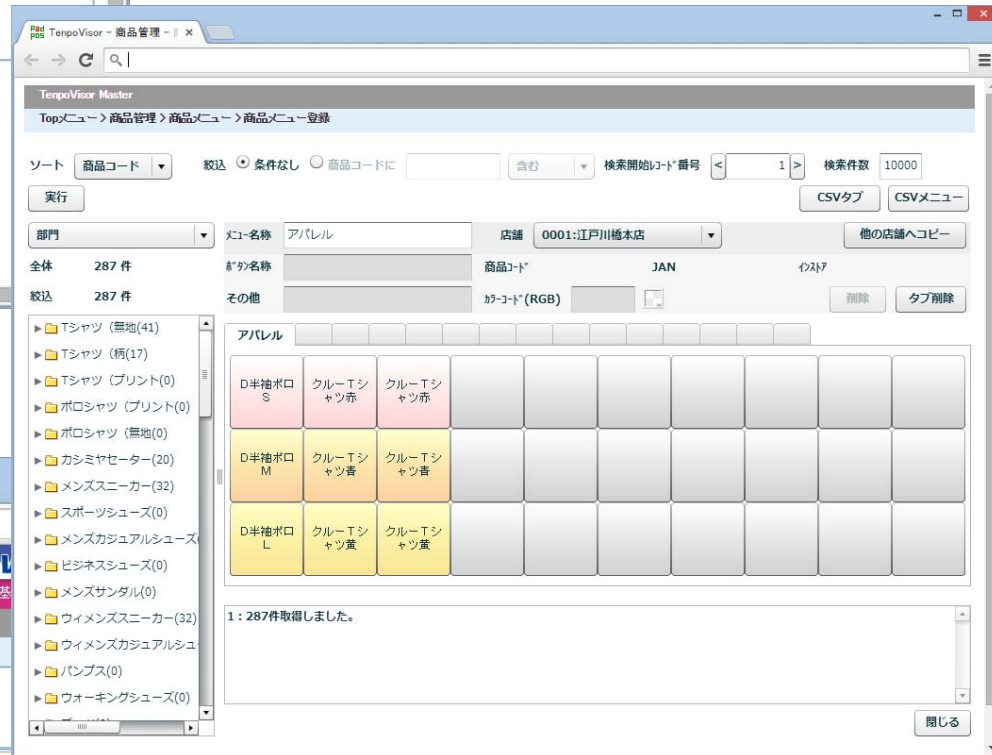 Pad POS TenpoVisor - 商品管理 -
TenpoVisor Master
Topメニュー > 商品管理 > 商品メニュー > 商品メニュー登録
ソート 商品コード 絞込 条件なし 商品コードに 含む 検索開始ﾚｺｰﾄﾞ番号 < 1 > 検索件数 10000
実行 CSVタブ CSVメニュー
部門 ﾒﾆｭｰ名称 アパレル 店舗 0001:江戸川橋本店 他の店舗へコピー
全体 287 件 ﾎﾞﾀﾝ名称 商品ｺｰﾄﾞ JAN ｲﾝｽﾄｱ
絞込 287 件 その他 ｶﾗｰｺｰﾄﾞ(RGB) 削除 タブ削除
Tシャツ（無地(41)
Tシャツ（柄(17)
Tシャツ（プリント(0)
ポロシャツ（プリント(0)
ポロシャツ（無地(0)
カシミヤセーター(20)
メンズスニーカー(32)
スポーツシューズ(0)
メンズカジュアルシューズ(
ビジネスシューズ(0)
メンズサンダル(0)
ウィメンズスニーカー(32)
ウィメンズカジュアルシュー
パンプス(0)
ウォーキングシューズ(0)
アパレル
D半袖ポロS クルーTシャツ赤 クルーTシャツ赤
D半袖ポロM クルーTシャツ青 クルーTシャツ青
D半袖ポロL クルーTシャツ黄 クルーTシャツ黄
1：287件取得しました。
閉じる
基